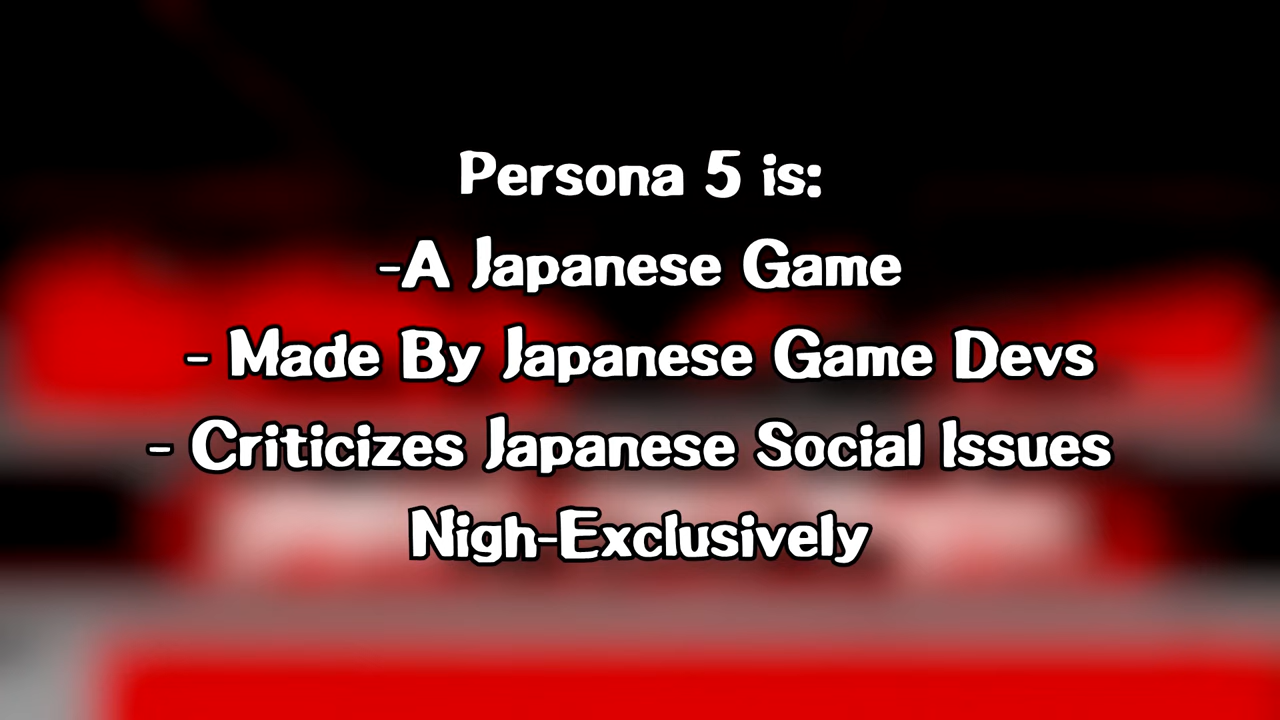 Persona 5 is:
-A Japanese Game
- Made By Japanese Game Devs
- Criticizes Japanese Social Issues
Nigh-Exclusively